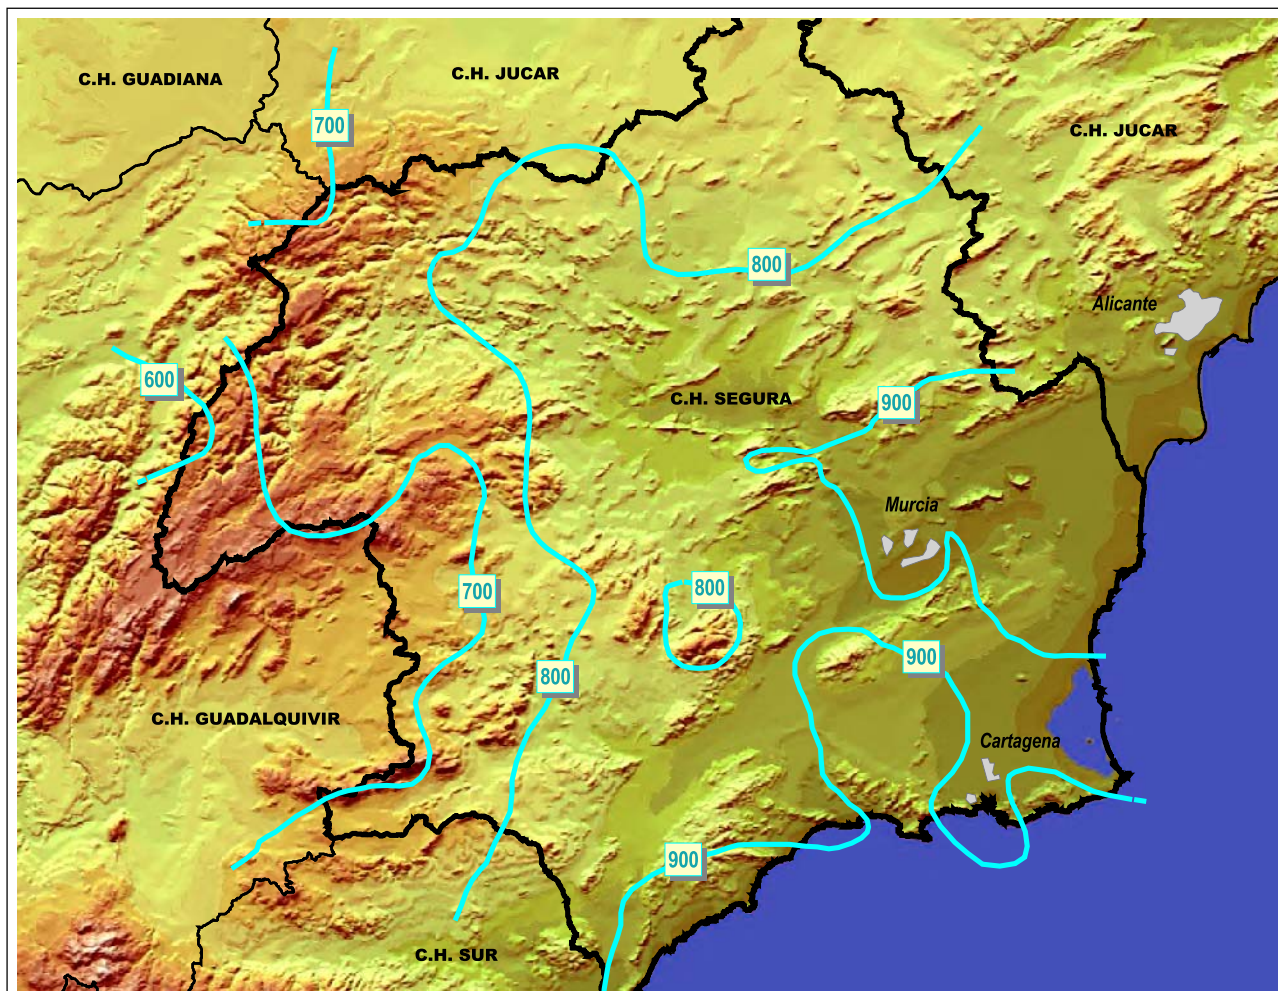 C.H. GUADIANA
C.H. JUCAR
700
C.H. JUCAR
800
Alicante
600
C.H. SEGURA
900
Murcia
700
800
800
900
C.H. GUADALQUIVIR
Cartagena
900
C.H. SUR